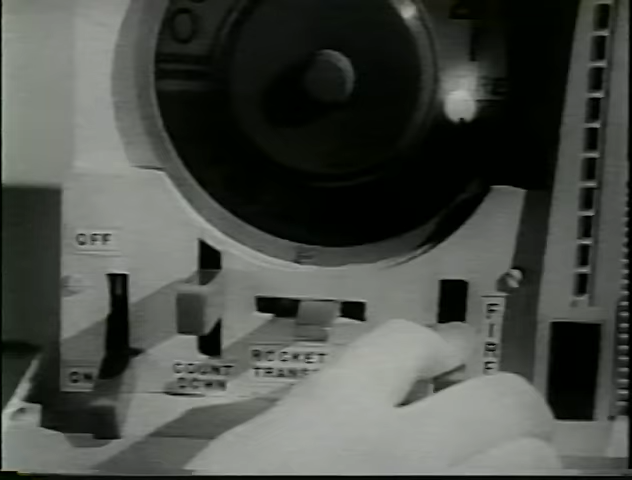 OFF
ON
COUNT
DOWN
ROCKET
TRANS
FIRE